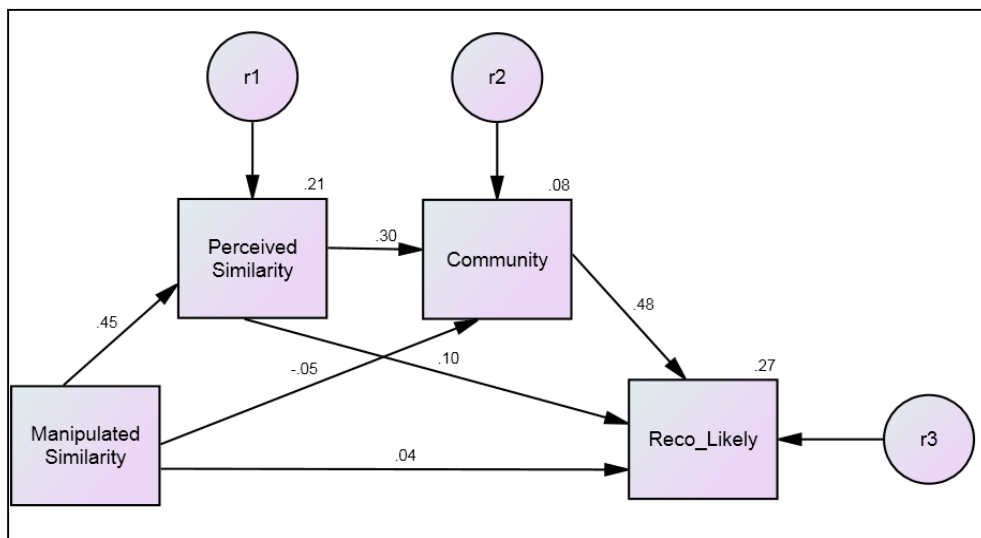 r1
r2
.21
.08
Perceived
Similarity
.30
Community
.45
.48
-.05
.10
.27
Manipulated
Similarity
.04
Reco_Likely
r3